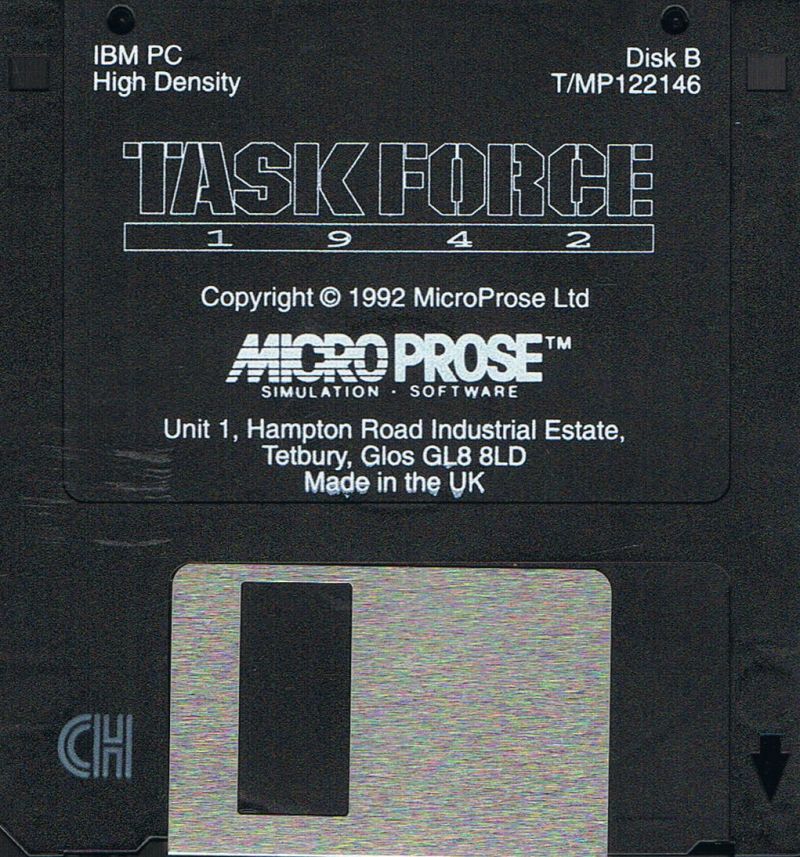 IBM PC
High Density
Disk B
T/MP122146
TASK FORCE
1 9 4 2
Copyright © 1992 MicroProse Ltd
MICRO PROSE™
SIMULATION · SOFTWARE
Unit 1, Hampton Road Industrial Estate,
Tetbury, Glos GL8 8LD
Made in the UK
CH